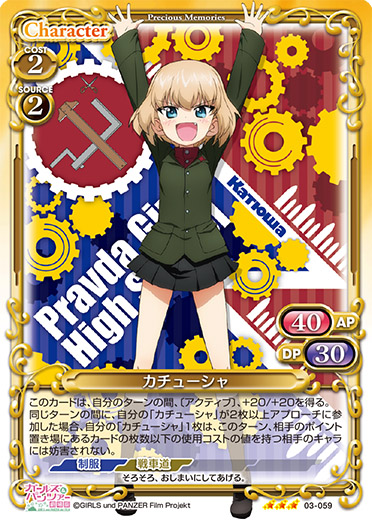 Precious Memories
Character
COST
2
SOURCE
2
Катюша
Pravda Gi
High S
40 AP
DP 30
カチューシャ
このカードは、自分のターンの間、［アクティブ］、+20/+20を得る。
同じターンの間に、自分の「カチューシャ」が2枚以上アプローチに参
加した場合、自分の「カチューシャ」1枚は、このターン、相手のポイント
置き場にあるカードの枚数以下の使用コストの値を持つ相手のキャラ
には妨害されない。
制服 戦車道
そろそろ、おしまいにしてあげる。
ガールズ&パンツァー 劇場版
©GIRLS und PANZER Film Projekt
03-059